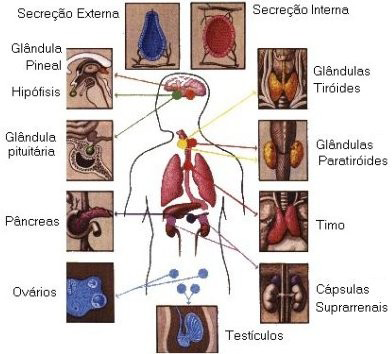 Secreção Externa
Secreção Interna
Glândula
Pineal
Hipófisis
Glândula
pituitária
Pâncreas
Ovários
Glândulas
Tiróides
Glândulas
Paratiróides
Timo
Cápsulas
Suprarrenais
Testículos